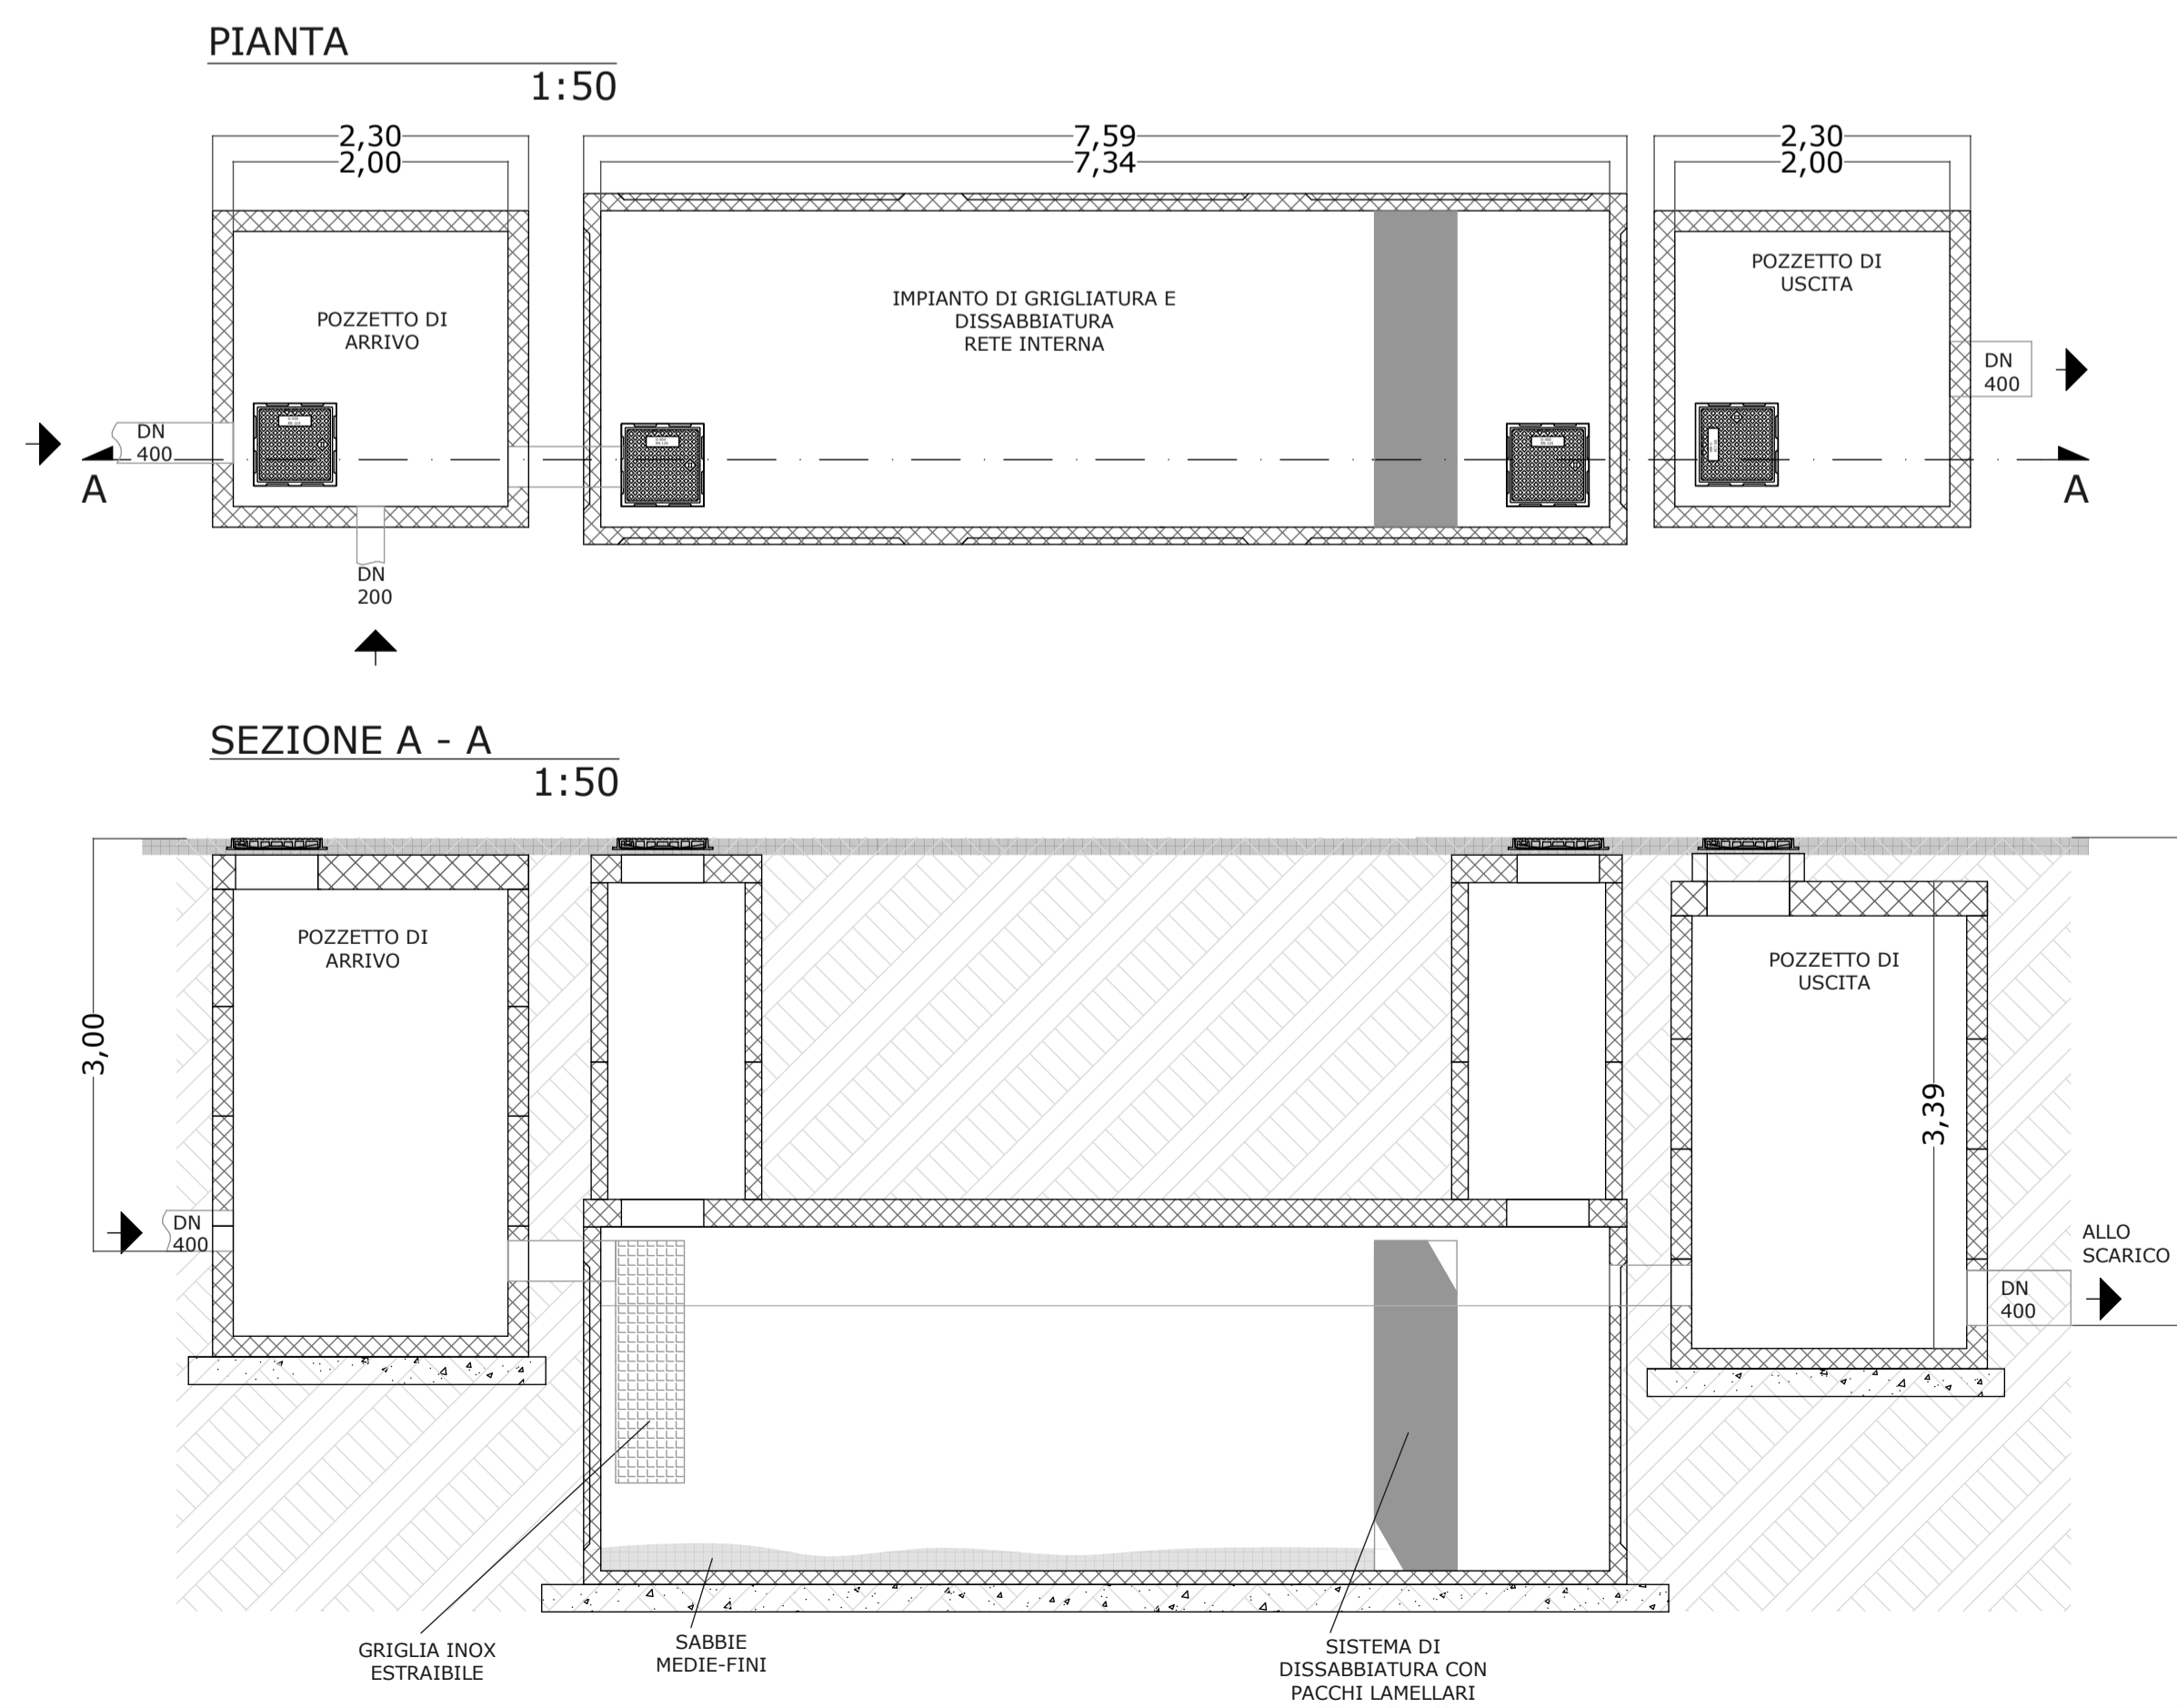 PIANTA
1:50
2,30
2,00
7,59
7,34
2,30
2,00
POZZETTO DI
ARRIVO
IMPIANTO DI GRIGLIATURA E
DISSABBIATURA
RETE INTERNA
POZZETTO DI
USCITA
DN
400
DN
400
A
A
DN
200
SEZIONE A - A
1:50
POZZETTO DI
ARRIVO
POZZETTO DI
USCITA
3,00
3,39
DN
400
ALLO
SCARICO
DN
400
GRIGLIA INOX
ESTRAIBILE
SABBIE
MEDIE-FINI
SISTEMA DI
DISSABBIATURA CON
PACCHI LAMELLARI